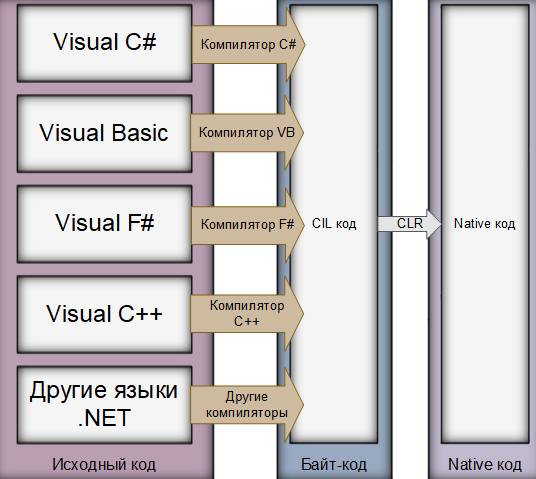 Visual C#
Компилятор C#
Visual Basic
Компилятор VB
Visual F#
Компилятор F#
CIL код
CLR
Native код
Visual C++
Компилятор
C++
Другие языки
.NET
Другие
компиляторы
Исходный код
Байт-код
Native код